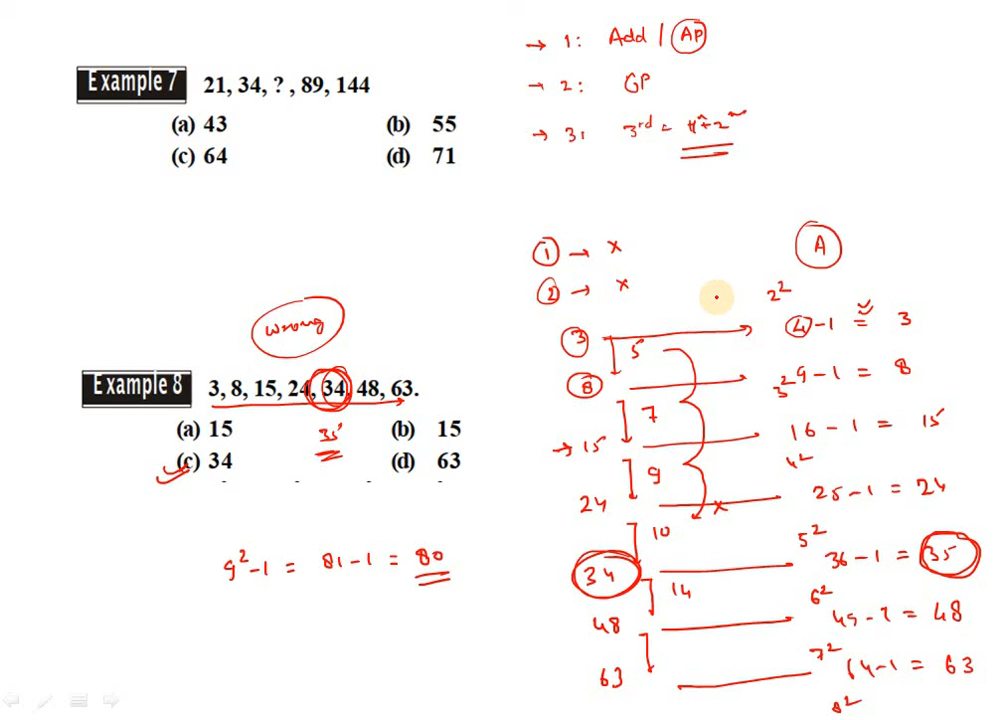 → 1: Add | AP
Example 7 21, 34, ? , 89, 144
→ 2: GP
(a) 43 (b) 55
→ 3: 3rd =
(c) 64 (d) 71
① → x A
② → x 2²
wrong
3 → 4 - 1 = 3
5
Example 8 3, 8, 15, 24, 34, 48, 63.
8 → 3² 9 - 1 = 8
7
(a) 15 35 (b) 15
→ 15 → 16 - 1 = 15
(c) 34 (d) 63
4²
9
24 x 25 - 1 = 24
10 5²
9² - 1 = 81 - 1 = 80
34 → 36 - 1 = 35
14 6²
48 → 49 - 1 = 48
7²
63 64 - 1 = 63
8²